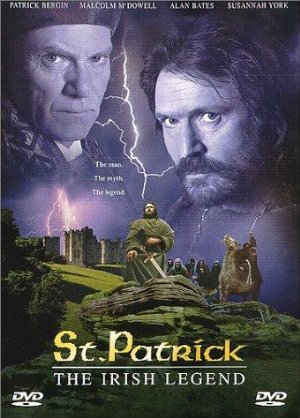 PATRICK BERGIN MALCOLM McDOWELL ALAN BATES SUSANNAH YORK
The man.
The myth.
The legend.
ST. PATRICK
THE IRISH LEGEND
DVD DVD